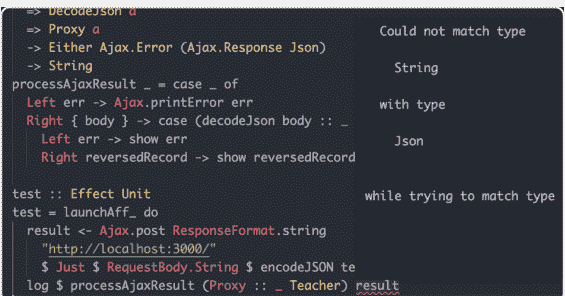 => DecodeJson a
=> Proxy a
-> Either Ajax.Error (Ajax.Response Json)
-> String
processAjaxResult _ = case _ of
Left err -> Ajax.printError err
Right { body } -> case (decodeJson body :: _
Left err -> show err
Right reversedRecord -> show reversedRecord
test :: Effect Unit
test = launchAff_ do
result <- Ajax.post ResponseFormat.string
"http://localhost:3000/"
$ Just $ RequestBody.String $ encodeJSON te
log $ processAjaxResult (Proxy :: _ Teacher) result
Could not match type
String
with type
Json
while trying to match type